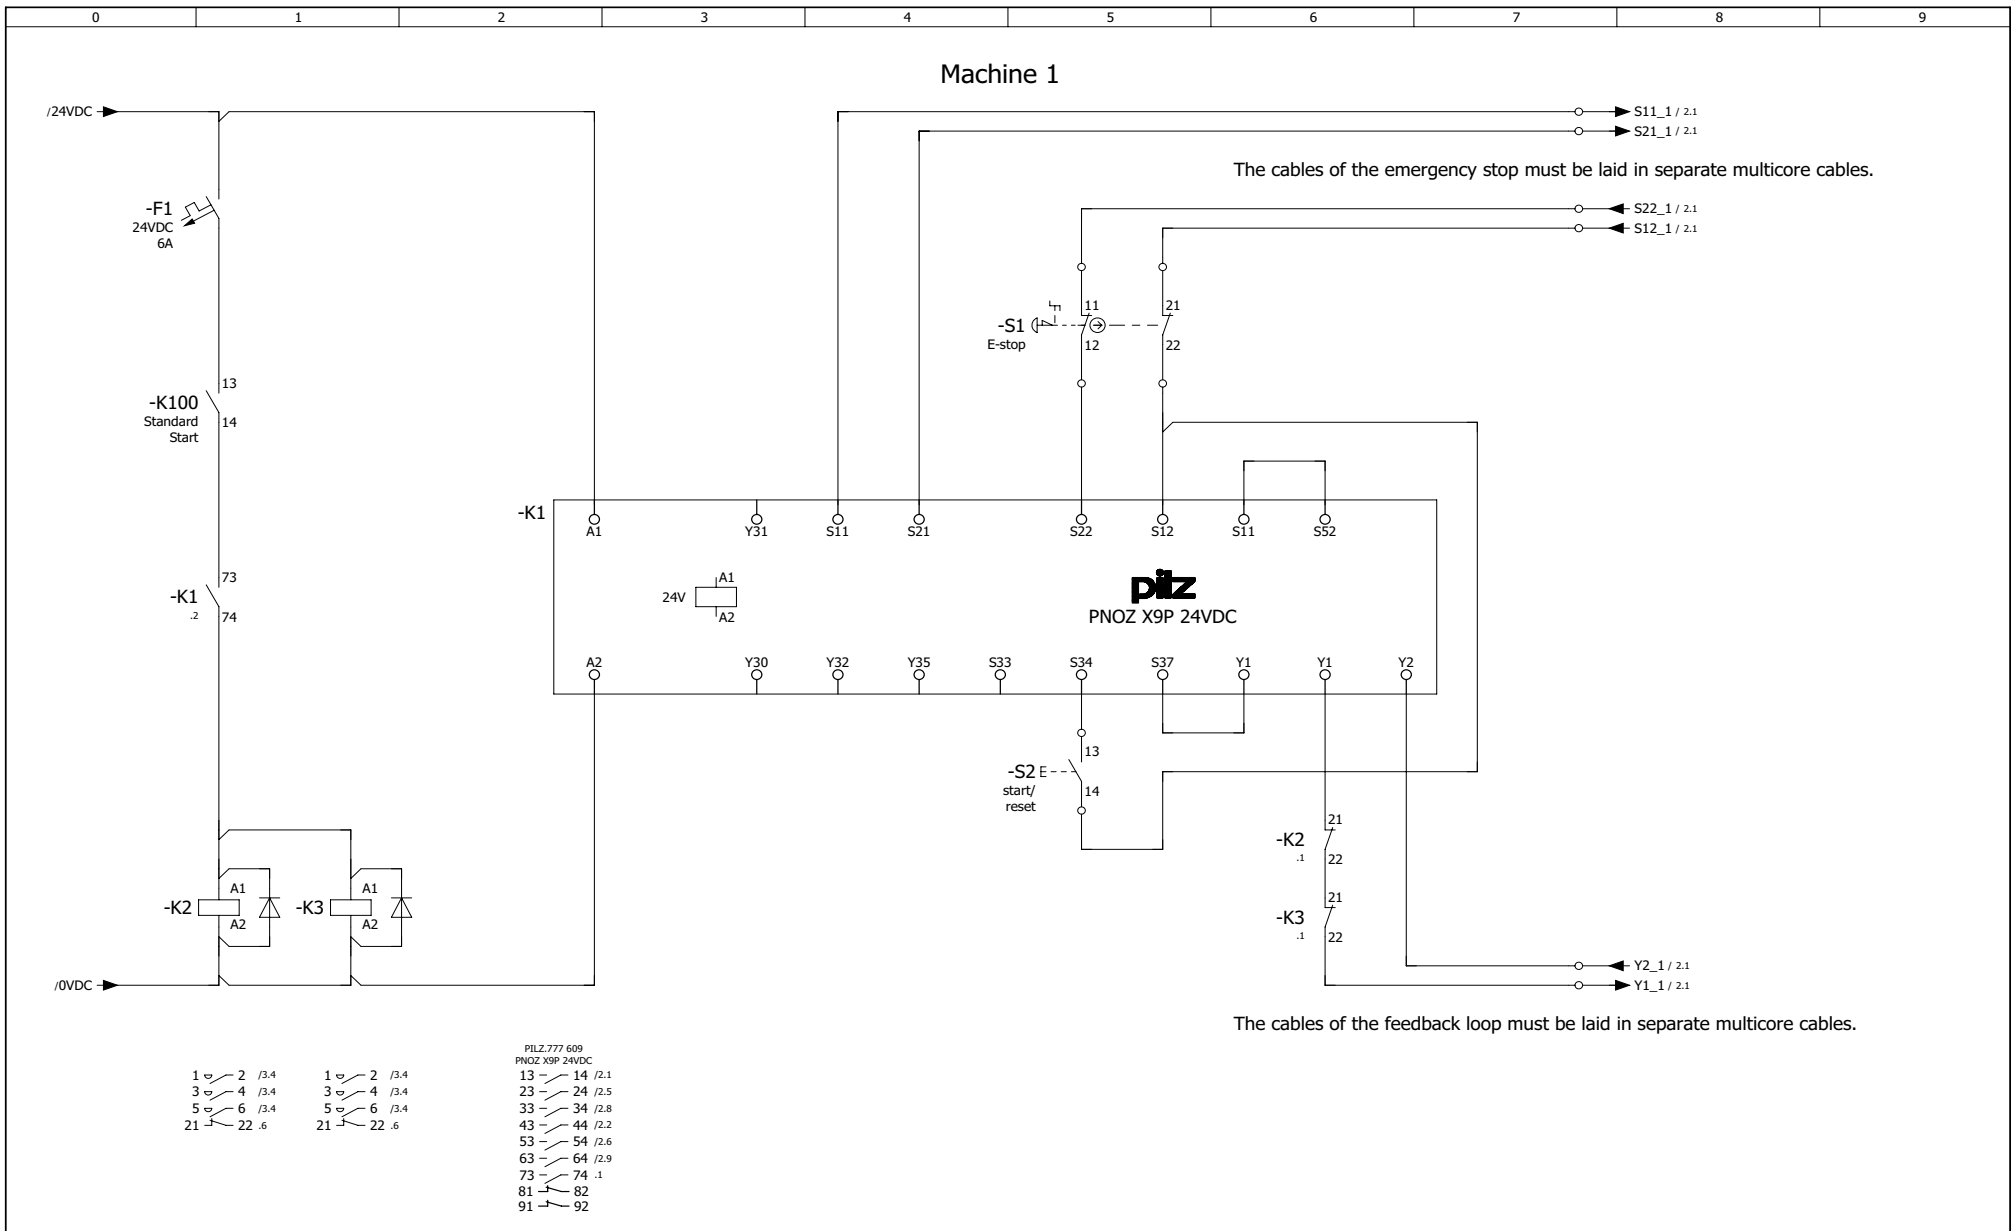 0 1 2 3 4 5 6 7 8 9
Machine 1
/24VDC
S11_1 / 2.1
S21_1 / 2.1
The cables of the emergency stop must be laid in separate multicore cables.
S22_1 / 2.1
S12_1 / 2.1
-F1
24VDC
6A
-S1
E-stop
11
12
21
22
-K100
Standard
Start
13
14
-K1
A1 Y31 S11 S21 S22 S12 S11 S52
-K1
.2
73
74
24V
A1
A2
pilz
PNOZ X9P 24VDC
A2 Y30 Y32 Y35 S33 S34 S37 Y1 Y1 Y2
-S2
start/
reset
13
14
-K2
.1
21
22
-K3
.1
21
22
-K2
A1
A2
-K3
A1
A2
/0VDC
Y2_1 / 2.1
Y1_1 / 2.1
The cables of the feedback loop must be laid in separate multicore cables.
1 2 /3.4
3 4 /3.4
5 6 /3.4
21 22 .6
1 2 /3.4
3 4 /3.4
5 6 /3.4
21 22 .6
PILZ.777 609
PNOZ X9P 24VDC
13 14 /2.1
23 24 /2.5
33 34 /2.8
43 44 /2.2
53 54 /2.6
63 64 /2.9
73 74 .1
81 82
91 92